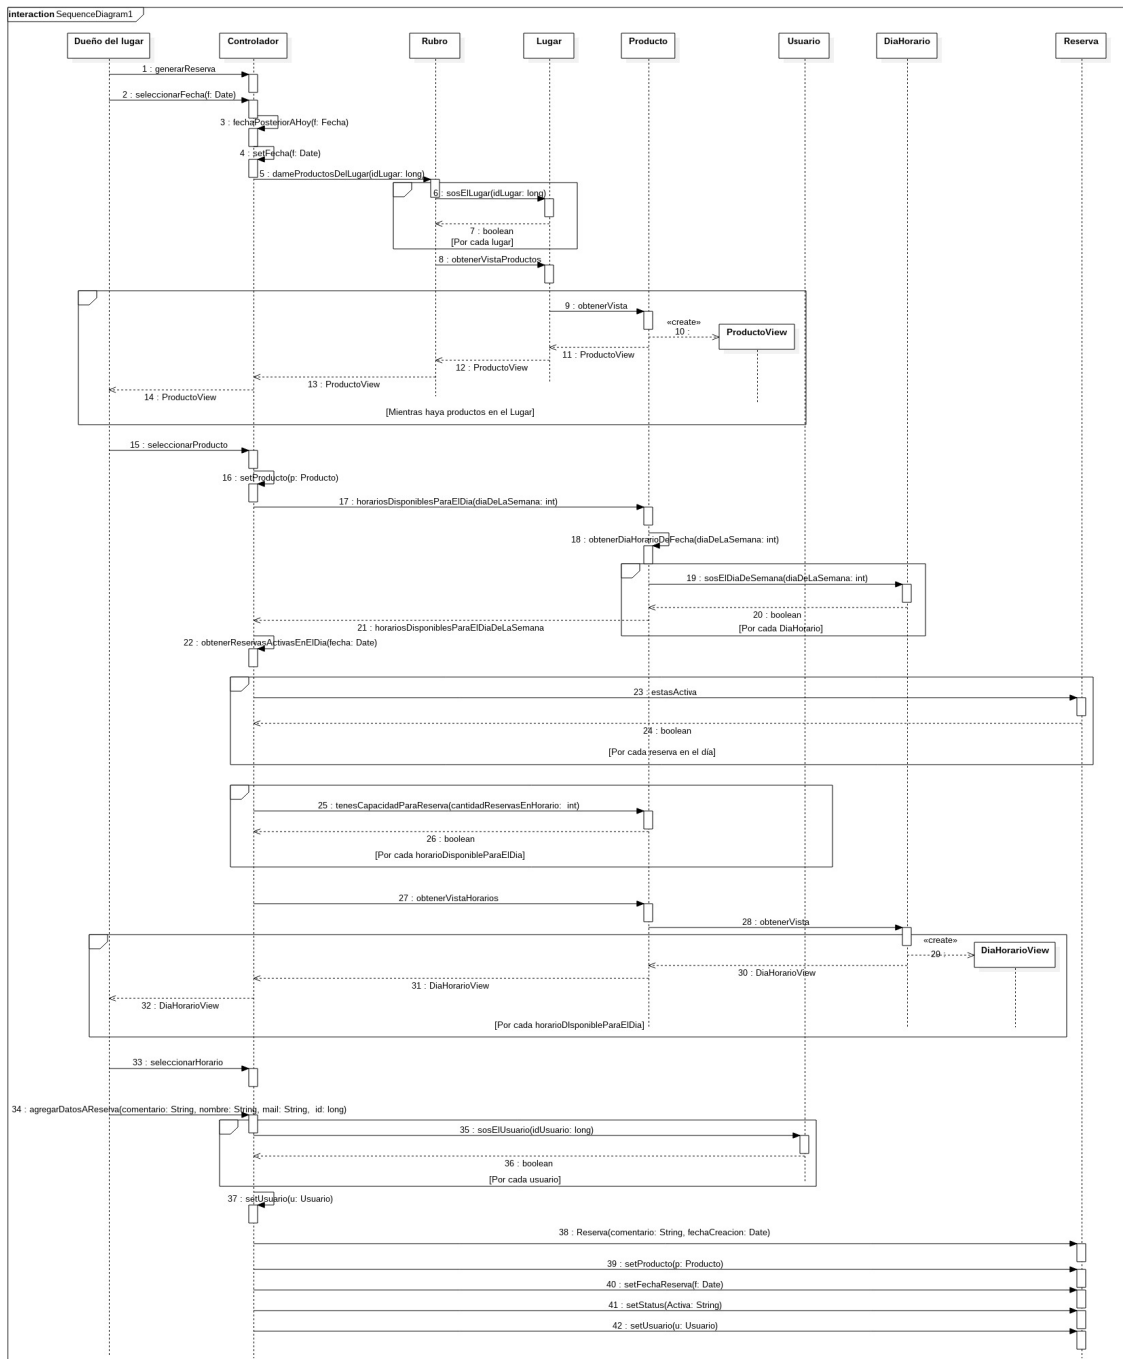 interaction SequenceDiagram1
Dueño del lugar
Controlador
Rubro
Lugar
Producto
Usuario
DiaHorario
Reserva
1 : generarReserva
2 : seleccionarFecha(f: Date)
3 : fechaPosteriorAHoy(f: Fecha)
4 : setFecha(f: Date)
5 : dameProductosDelLugar(idLugar: long)
6 : sosElLugar(idLugar: long)
7 : boolean
[Por cada lugar]
8 : obtenerVistaProductos
9 : obtenerVista
«create»
10 :
ProductoView
11 : ProductoView
12 : ProductoView
13 : ProductoView
14 : ProductoView
[Mientras haya productos en el Lugar]
15 : seleccionarProducto
16 : setProducto(p: Producto)
17 : horariosDisponiblesParaElDia(diaDeLaSemana: int)
18 : obtenerDiaHorarioDeFecha(diaDeLaSemana: int)
19 : sosElDiaDeSemana(diaDeLaSemana: int)
20 : boolean
21 : horariosDisponiblesParaElDiaDeLaSemana
[Por cada DiaHorario]
22 : obtenerReservasActivasEnElDia(fecha: Date)
23 : estasActiva
24 : boolean
[Por cada reserva en el día]
25 : tenesCapacidadParaReserva(cantidadReservasEnHorario: int)
26 : boolean
[Por cada horarioDisponibleParaElDia]
27 : obtenerVistaHorarios
28 : obtenerVista
«create»
29 :
DiaHorarioView
30 : DiaHorarioView
31 : DiaHorarioView
32 : DiaHorarioView
[Por cada horarioDIsponibleParaElDia]
33 : seleccionarHorario
34 : agregarDatosAReserva(comentario: String, nombre: String, mail: String, id: long)
35 : sosElUsuario(idUsuario: long)
36 : boolean
[Por cada usuario]
37 : setUsuario(u: Usuario)
38 : Reserva(comentario: String, fechaCreacion: Date)
39 : setProducto(p: Producto)
40 : setFechaReserva(f: Date)
41 : setStatus(Activa: String)
42 : setUsuario(u: Usuario)